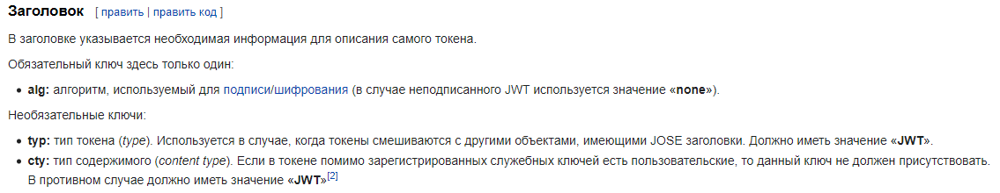 Заголовок [ править | править код ]
В заголовке указывается необходимая информация для описания самого токена.
Обязательный ключ здесь только один:
• alg: алгоритм, используемый для подписи/шифрования (в случае неподписанного JWT используется значение «none»).
Необязательные ключи:
• typ: тип токена (type). Используется в случае, когда токены смешиваются с другими объектами, имеющими JOSE заголовки. Должно иметь значение «JWT».
• cty: тип содержимого (content type). Если в токене помимо зарегистрированных служебных ключей есть пользовательские, то данный ключ не должен присутствовать.
В противном случае должно иметь значение «JWT»[2]